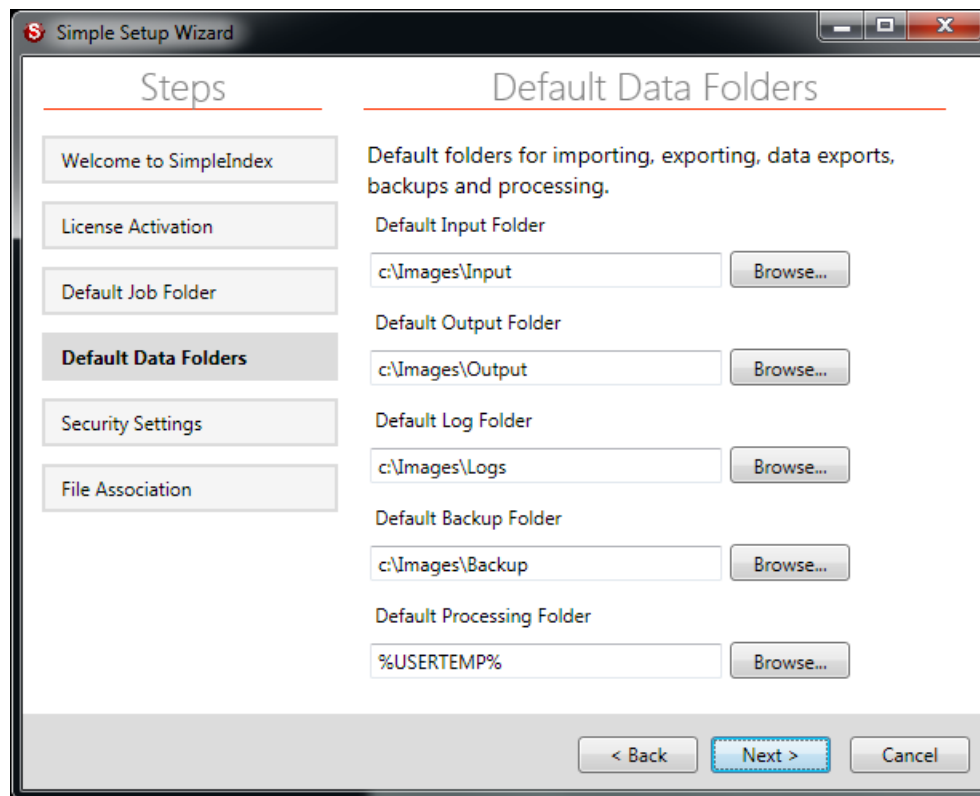 Simple Setup Wizard
Steps
Welcome to SimpleIndex
License Activation
Default Job Folder
Default Data Folders
Security Settings
File Association
Default Data Folders
Default folders for importing, exporting, data exports,
backups and processing.
Default Input Folder
c:\Images\Input
Browse...
Default Output Folder
c:\Images\Output
Browse...
Default Log Folder
c:\Images\Logs
Browse...
Default Backup Folder
c:\Images\Backup
Browse...
Default Processing Folder
%USERTEMP%
Browse...
< Back
Next >
Cancel